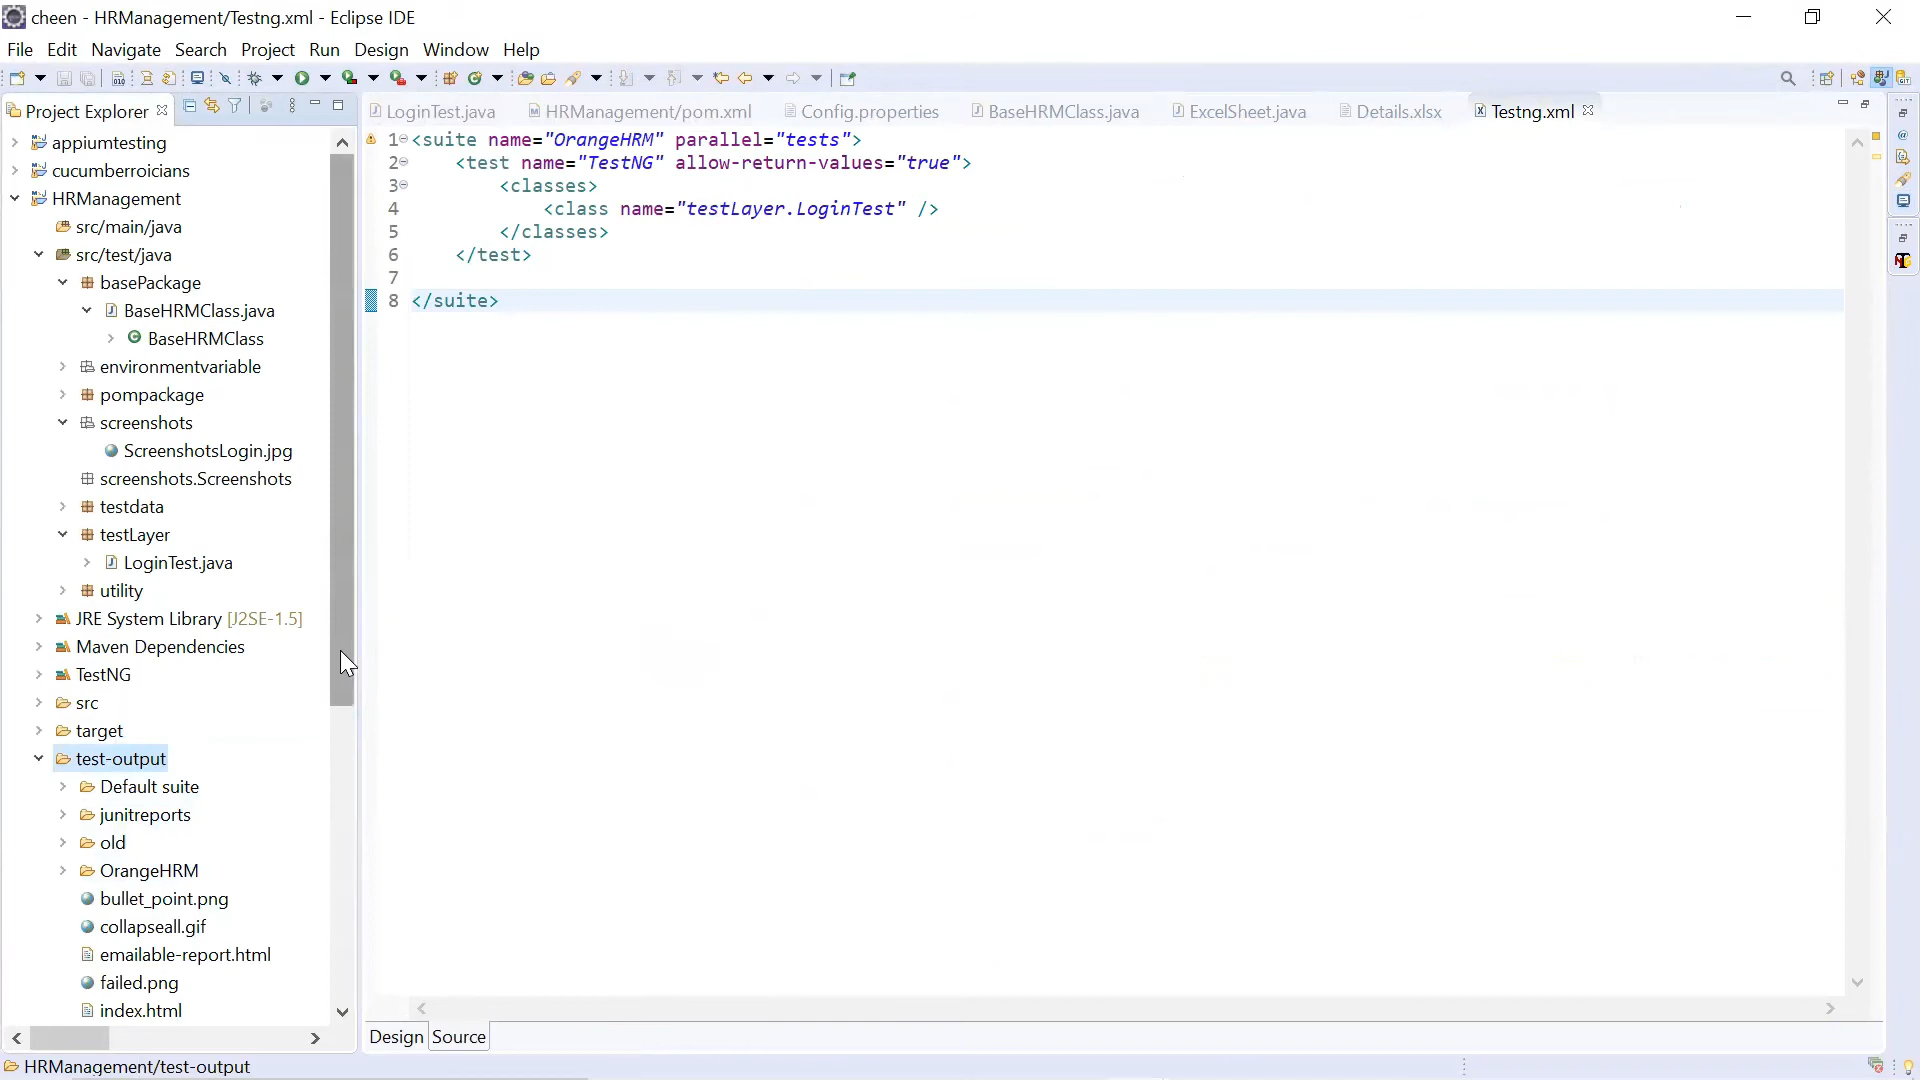 cheen - HRManagement/Testng.xml - Eclipse IDE
File Edit Navigate Search Project Run Design Window Help
Project Explorer
LoginTest.java HRManagement/pom.xml Config.properties BaseHRMClass.java ExcelSheet.java Details.xlsx Testng.xml
appiumtesting
cucumberroicians
HRManagement
src/main/java
src/test/java
basePackage
BaseHRMClass.java
BaseHRMClass
environmentvariable
pompackage
screenshots
ScreenshotsLogin.jpg
screenshots.Screenshots
testdata
testLayer
LoginTest.java
utility
JRE System Library [J2SE-1.5]
Maven Dependencies
TestNG
src
target
test-output
Default suite
junitreports
old
OrangeHRM
bullet_point.png
collapseall.gif
emailable-report.html
failed.png
index.html
1 <suite name="OrangeHRM" parallel="tests">
2 <test name="TestNG" allow-return-values="true">
3 <classes>
4 <class name="testLayer.LoginTest" />
5 </classes>
6 </test>
7
8 </suite>
Design Source
HRManagement/test-output